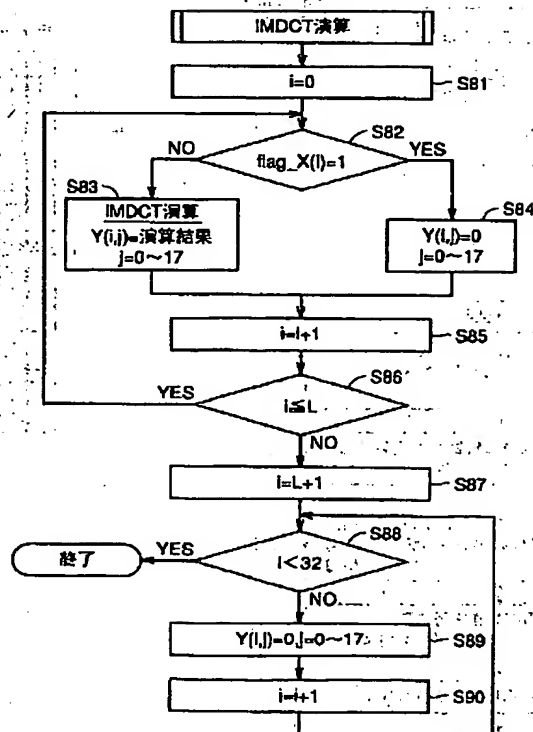 IMDCT演算
i=0
S81
S82
NO
flag_X(i)=1
YES
S83
IMDCT演算
Y(i,j)=演算結果
j=0~17
S84
Y(i,j)=0
j=0~17
i=i+1
S85
S86
YES
i≦L
NO
i=L+1
S87
S88
終了
YES
i<32
NO
Y(i,j)=0,j=0~17
S89
i=i+1
S90